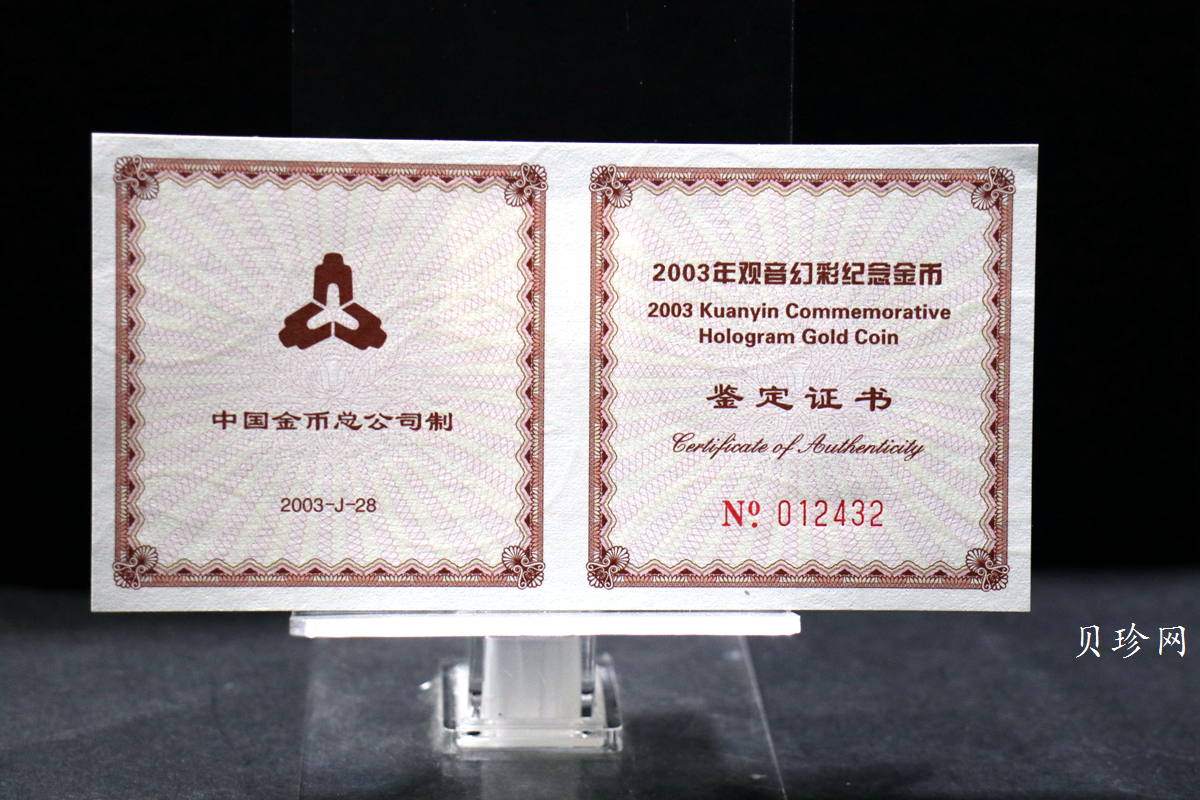 中国金币总公司制
2003-J-28
2003年观音幻彩纪念金币
2003 Kuanyin Commemorative
Hologram Gold Coin
鉴定证书
Certificate of Authenticity
Nº 012432
贝珍网